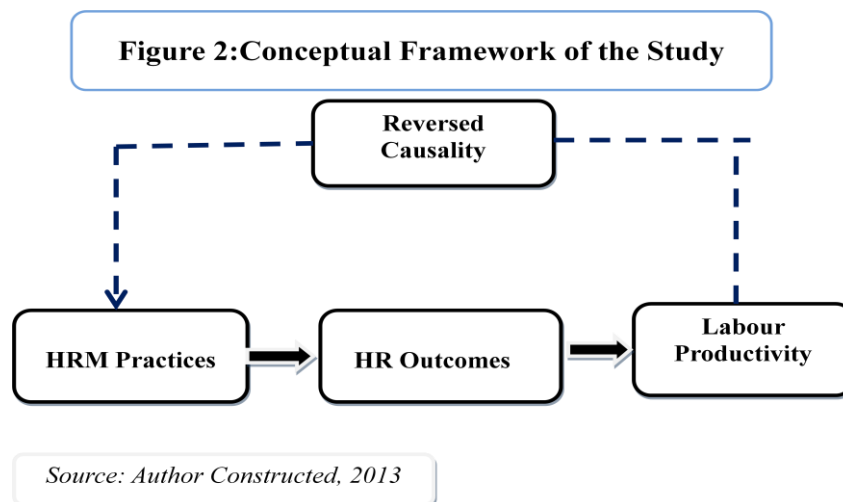 Figure 2:Conceptual Framework of the Study
Reversed
Causality
HRM Practices
HR Outcomes
Labour
Productivity
Source: Author Constructed, 2013